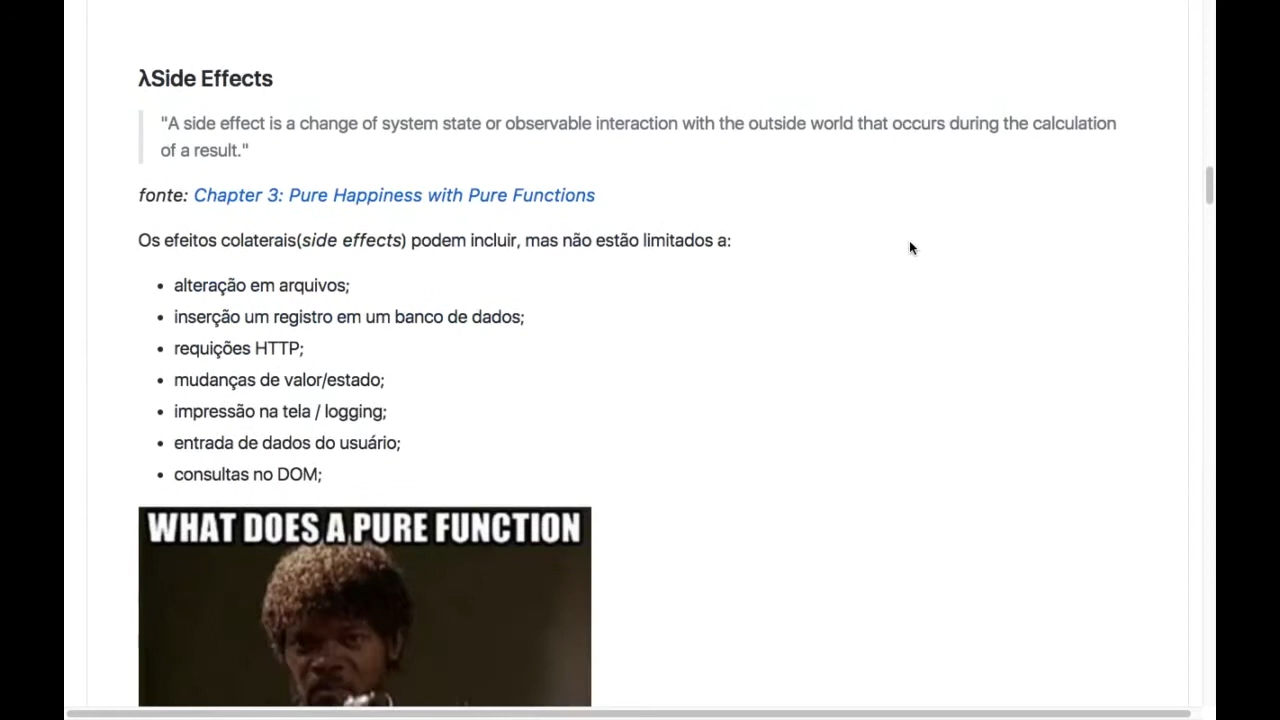 λSide Effects
"A side effect is a change of system state or observable interaction with the outside world that occurs during the calculation
of a result."
fonte: Chapter 3: Pure Happiness with Pure Functions
Os efeitos colaterais(side effects) podem incluir, mas não estão limitados a:
• alteração em arquivos;
• inserção um registro em um banco de dados;
• requições HTTP;
• mudanças de valor/estado;
• impressão na tela / logging;
• entrada de dados do usuário;
• consultas no DOM;
WHAT DOES A PURE FUNCTION